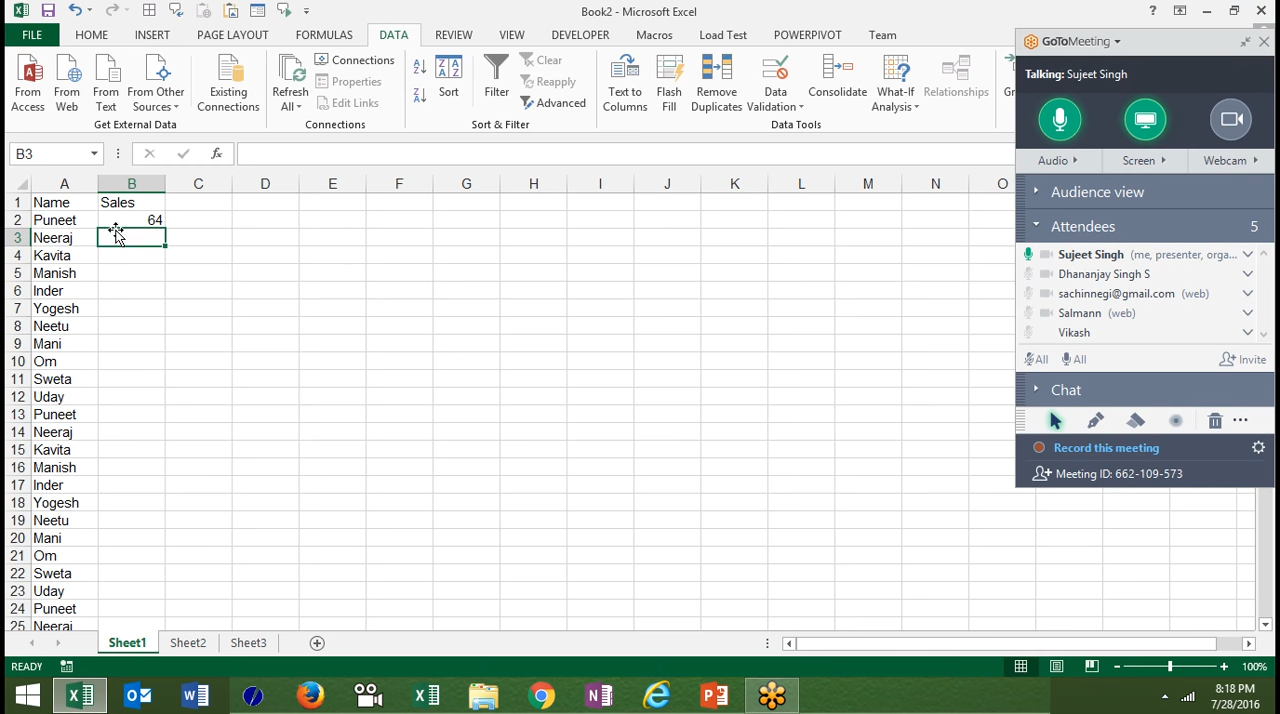 Book2 - Microsoft Excel
FILE HOME INSERT PAGE LAYOUT FORMULAS DATA REVIEW VIEW DEVELOPER Macros Load Test POWERPIVOT Team
From Access
From Web
From Text
From Other Sources
Existing Connections
Get External Data
Refresh All
Connections
Properties
Edit Links
Connections
Sort
Filter
Clear
Reapply
Advanced
Sort & Filter
Text to Columns
Flash Fill
Remove Duplicates
Data Validation
Consolidate
What-If Analysis
Relationships
Data Tools
B3
fx
A B C D E F G H I J K L M N O
1 Name Sales
2 Puneet 64
3 Neeraj
4 Kavita
5 Manish
6 Inder
7 Yogesh
8 Neetu
9 Mani
10 Om
11 Sweta
12 Uday
13 Puneet
14 Neeraj
15 Kavita
16 Manish
17 Inder
18 Yogesh
19 Neetu
20 Mani
21 Om
22 Sweta
23 Uday
24 Puneet
25 Neeraj
Sheet1 Sheet2 Sheet3
READY
100%
8:18 PM
7/28/2016
GoToMeeting
Talking: Sujeet Singh
Audio Screen Webcam
Audience view
Attendees 5
Sujeet Singh (me, presenter, orga...
Dhananjay Singh S
sachinnegi@gmail.com (web)
Salmann (web)
Vikash
All All Invite
Chat
Record this meeting
Meeting ID: 662-109-573